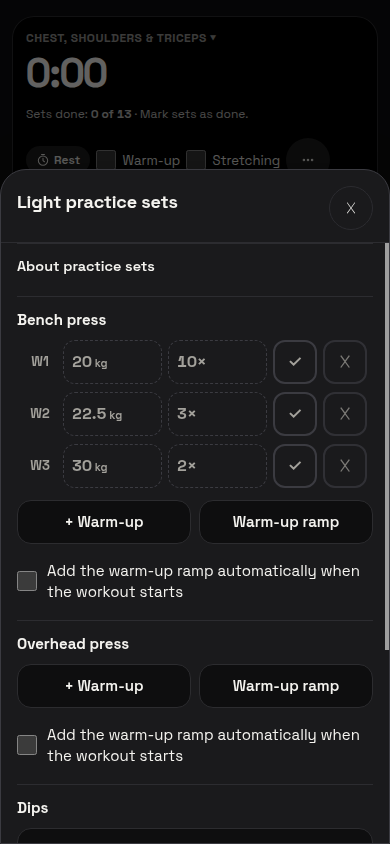 CHEST, SHOULDERS & TRICEPS ▾
0:00
Sets done: 0 of 13 · Mark sets as done.
Rest Warm-up Stretching ...
Light practice sets X
About practice sets
Bench press
W1 20 kg 10× ✓ X
W2 22.5 kg 3× ✓ X
W3 30 kg 2× ✓ X
+ Warm-up Warm-up ramp
Add the warm-up ramp automatically when
the workout starts
Overhead press
+ Warm-up Warm-up ramp
Add the warm-up ramp automatically when
the workout starts
Dips